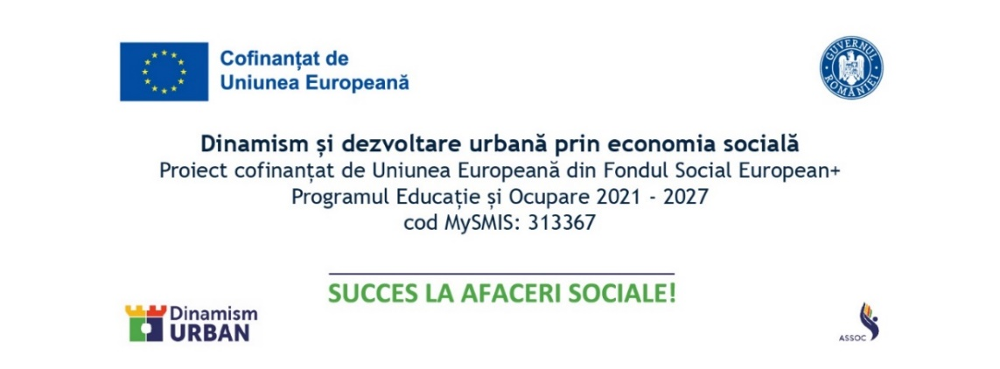 Cofinanțat de
Uniunea Europeană
GUVERNUL ROMÂNIEI
Dinamism și dezvoltare urbană prin economia socială
Proiect cofinanțat de Uniunea Europeană din Fondul Social European+
Programul Educație și Ocupare 2021 - 2027
cod MySMIS: 313367
SUCCES LA AFACERI SOCIALE!
Dinamism
URBAN
ASSOC